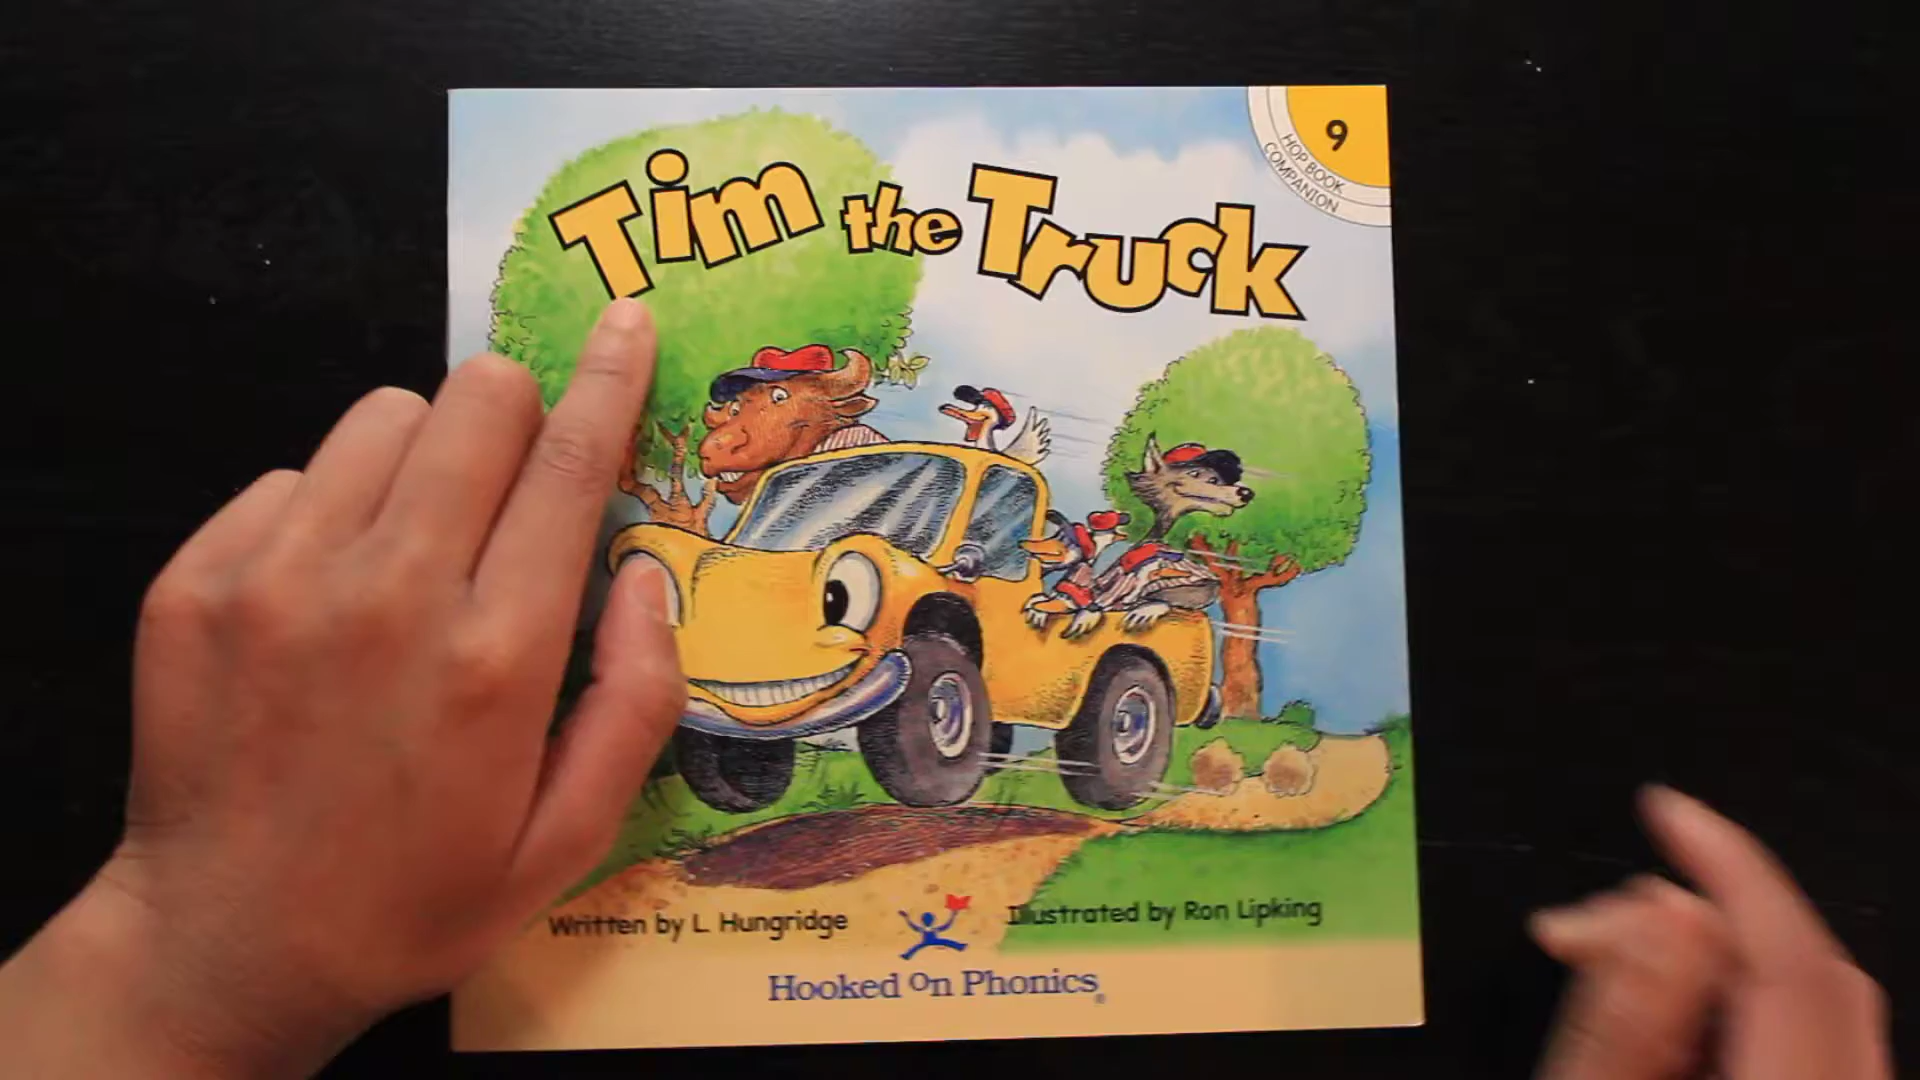 Tim the Truck
9
HOP BOOK
COMPANION
Written by L. Hungridge
Illustrated by Ron Lipking
Hooked On Phonics®